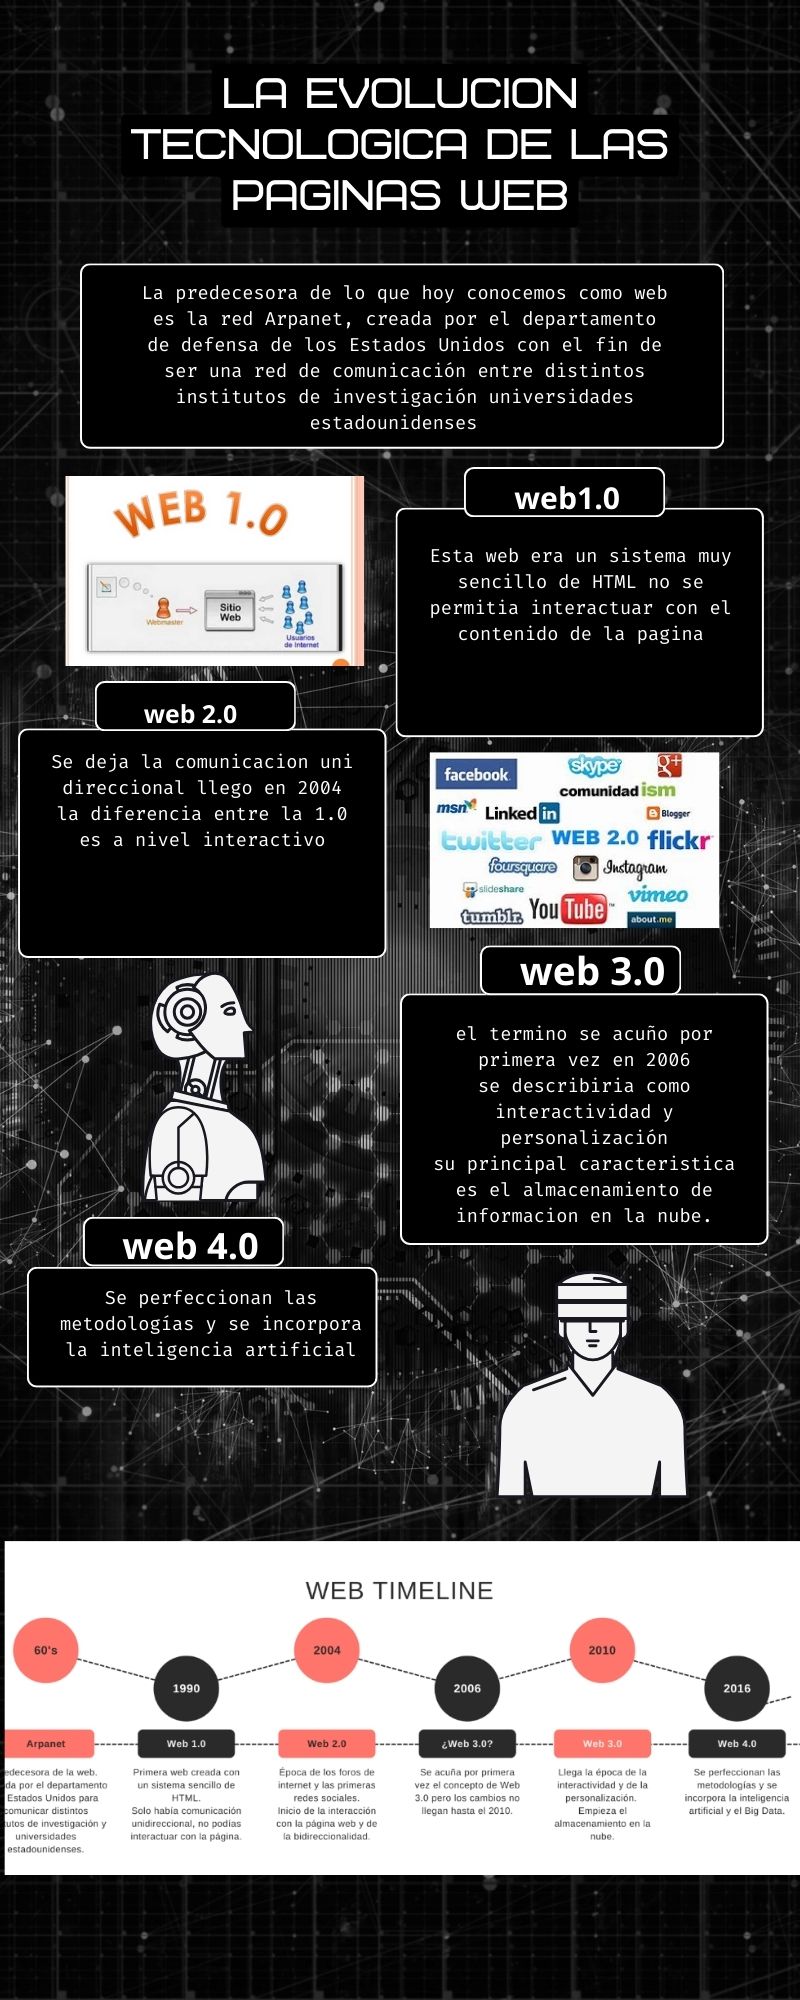 LA EVOLUCION
TECNOLOGICA DE LAS
PAGINAS WEB
La predecesora de lo que hoy conocemos como web
es la red Arpanet, creada por el departamento
de defensa de los Estados Unidos con el fin de
ser una red de comunicación entre distintos
institutos de investigación universidades
estadounidenses
WEB 1.0
Webmaster
Sitio
Web
Usuarios
de Internet
web1.0
Esta web era un sistema muy
sencillo de HTML no se
permitia interactuar con el
contenido de la pagina
web 2.0
Se deja la comunicacion uni
direccional llego en 2004
la diferencia entre la 1.0
es a nivel interactivo
facebook.
skype
g+
comunidad ism
msn
Linked in
Blogger
twitter
WEB 2.0
flickr
foursquare
Instagram
slideshare
vimeo
tumblr.
YouTube
about.me
web 3.0
el termino se acuño por
primera vez en 2006
se describiria como
interactividad y
personalización
su principal caracteristica
es el almacenamiento de
informacion en la nube.
web 4.0
Se perfeccionan las
metodologías y se incorpora
la inteligencia artificial
WEB TIMELINE
60's
Arpanet
edecesora de la web.
da por el departamento
Estados Unidos para
comunicar distintos
tutos de investigación y
universidades
estadounidenses.
1990
Web 1.0
Primera web creada con
un sistema sencillo de
HTML.
Solo había comunicación
unidireccional, no podías
interactuar con la página.
2004
Web 2.0
Época de los foros de
internet y las primeras
redes sociales.
Inicio de la interacción
con la página web y de
la bidireccionalidad.
2006
¿Web 3.0?
Se acuña por primera
vez el concepto de Web
3.0 pero los cambios no
llegan hasta el 2010.
2010
Web 3.0
Llega la época de la
interactividad y de la
personalización.
Empieza el
almacenamiento en la
nube.
2016
Web 4.0
Se perfeccionan las
metodologías y se
incorpora la inteligencia
artificial y el Big Data.